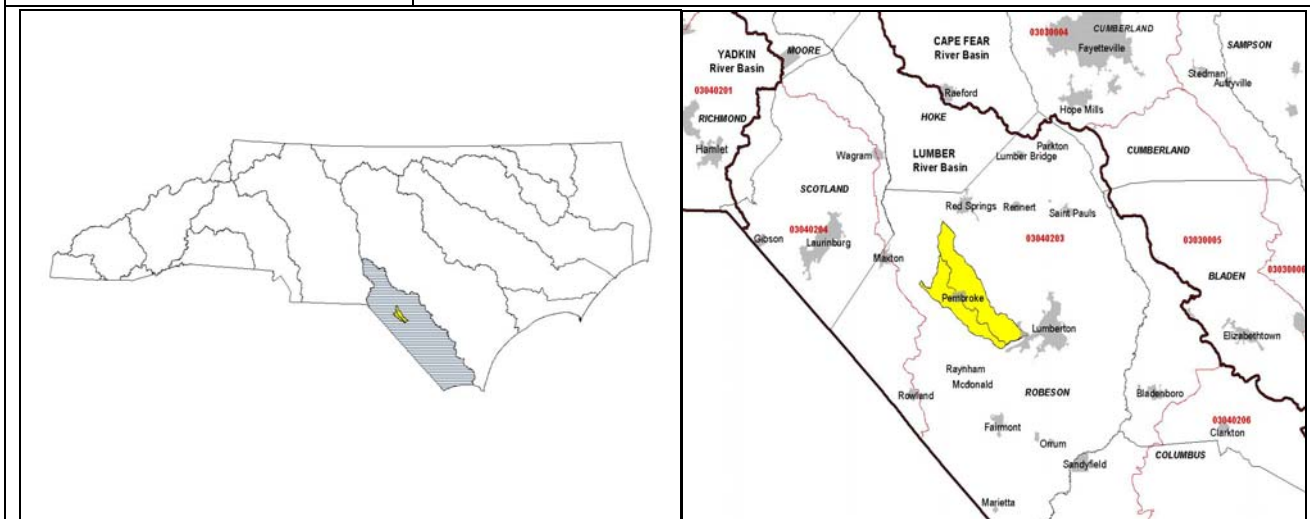 YADKIN
River Basin
MOORE
CAPE FEAR
River Basin
03030004
CUMBERLAND
Fayetteville
SAMPSON
Stedman
Autryville
03040201
Raeford
Hope Mills
RICHMOND
HOKE
Hamlet
Wagram
LUMBER
River Basin
Parkton
Lumber Bridge
CUMBERLAND
SCOTLAND
Red Springs
Rennert
Saint Pauls
03040204
Gibson
Laurinburg
03040203
03030005
Maxton
BLADEN
03030006
Pembroke
Lumberton
Elizabethtown
Raynham
Mcdonald
ROBESON
Rowland
Bladenboro
Fairmont
03040206
Clarkton
Orrum
Sandyfield
COLUMBUS
Marietta